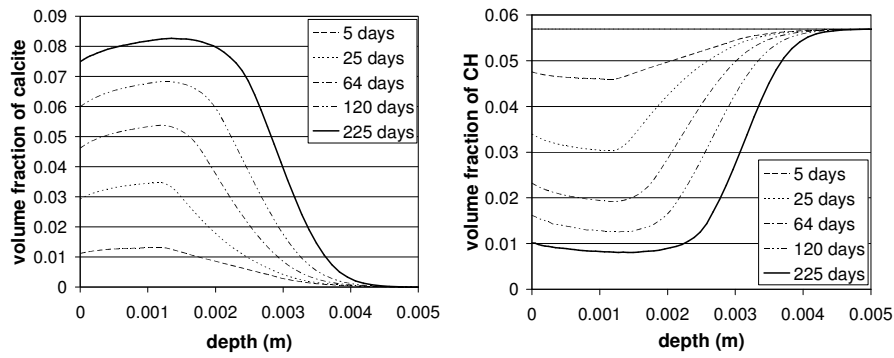 volume fraction of calcite
0.09
0.08
0.07
0.06
0.05
0.04
0.03
0.02
0.01
0
0 0.001 0.002 0.003 0.004 0.005
depth (m)
5 days
25 days
64 days
120 days
225 days
volume fraction of CH
0.06
0.05
0.04
0.03
0.02
0.01
0
0 0.001 0.002 0.003 0.004 0.005
depth (m)
5 days
25 days
64 days
120 days
225 days